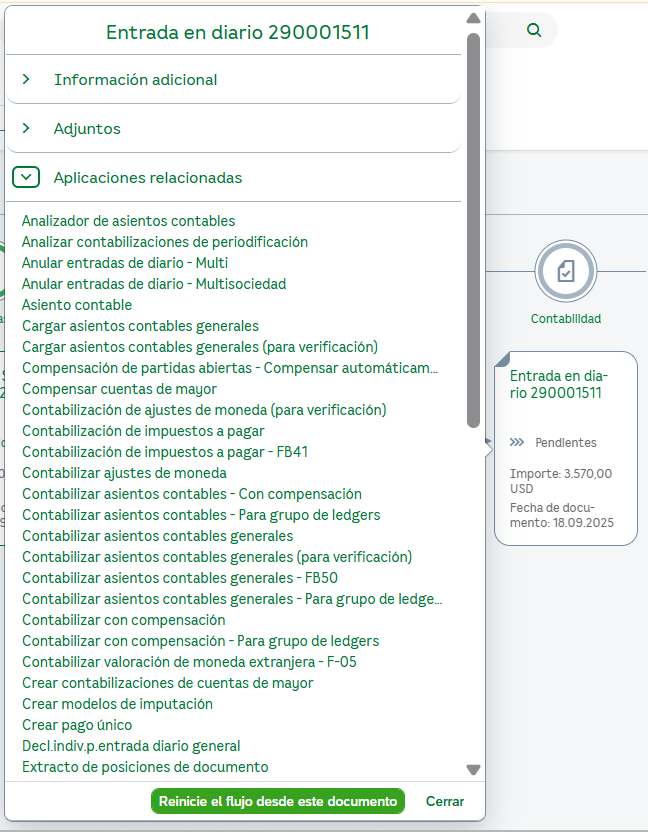 Entrada en diario 290001511
Información adicional
Adjuntos
Aplicaciones relacionadas
Analizador de asientos contables
Analizar contabilizaciones de periodificación
Anular entradas de diario - Multi
Anular entradas de diario - Multisociedad
Asiento contable
Cargar asientos contables generales
Cargar asientos contables generales (para verificación)
Compensación de partidas abiertas - Compensar automáticam...
Compensar cuentas de mayor
Contabilización de ajustes de moneda (para verificación)
Contabilización de impuestos a pagar
Contabilización de impuestos a pagar - FB41
Contabilizar ajustes de moneda
Contabilizar asientos contables - Con compensación
Contabilizar asientos contables - Para grupo de ledgers
Contabilizar asientos contables generales
Contabilizar asientos contables generales (para verificación)
Contabilizar asientos contables generales - FB50
Contabilizar asientos contables generales - Para grupo de ledge...
Contabilizar con compensación
Contabilizar con compensación - Para grupo de ledgers
Contabilizar valoración de moneda extranjera - F-05
Crear contabilizaciones de cuentas de mayor
Crear modelos de imputación
Crear pago único
Decl.indiv.p.entrada diario general
Extracto de posiciones de documento
Reinicie el flujo desde este documento
Cerrar
Contabilidad
Entrada en dia-
rio 290001511
Pendientes
Importe: 3.570,00
USD
Fecha de docu-
mento: 18.09.2025